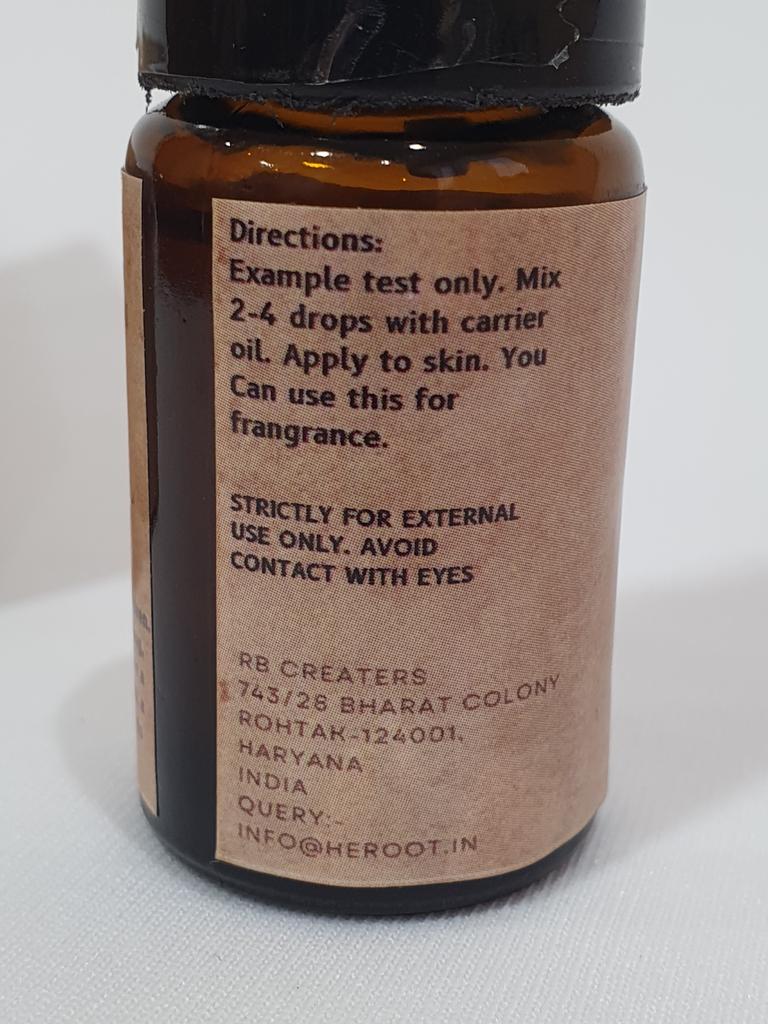 Directions:
Example test only. Mix
2-4 drops with carrier
oil. Apply to skin. You
Can use this for
frangrance.
STRICTLY FOR EXTERNAL
USE ONLY. AVOID
CONTACT WITH EYES
RB CREATERS
743/26 BHARAT COLONY
ROHTAK-124001,
HARYANA
INDIA
QUERY:-
INFO@HEROOT.IN